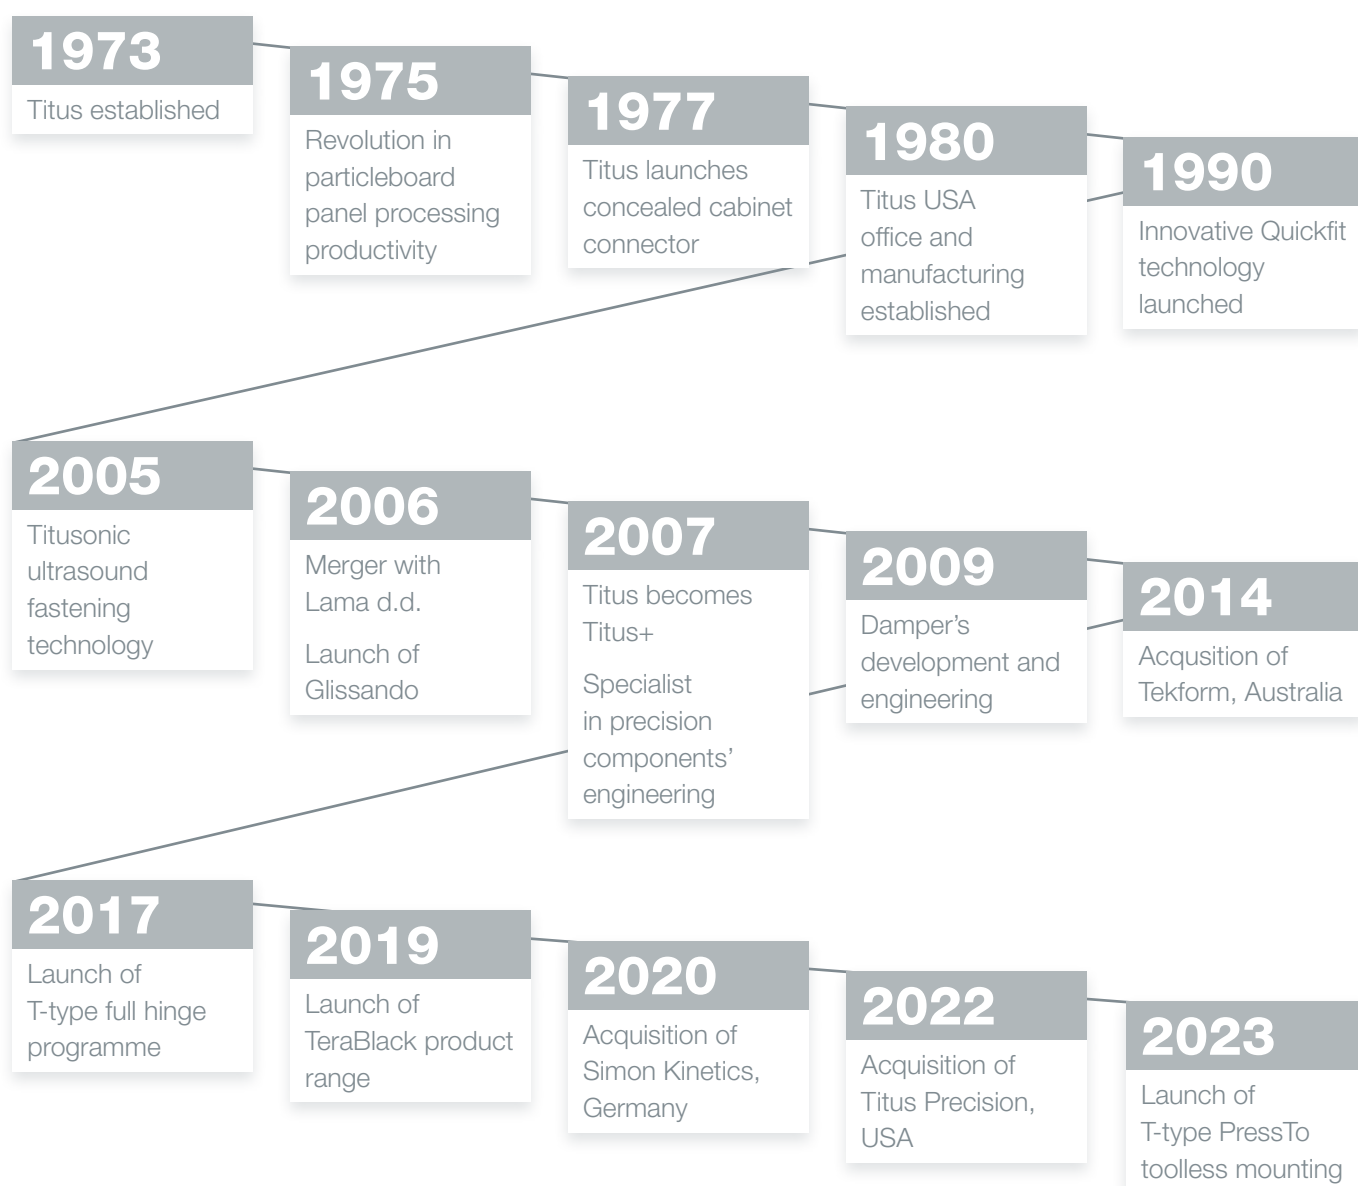 1973
Titus established
1975
Revolution in
particleboard
panel processing
productivity
1977
Titus launches
concealed cabinet
connector
1980
Titus USA
office and
manufacturing
established
1990
Innovative Quickfit
technology
launched
2005
Titusonic
ultrasound
fastening
technology
2006
Merger with
Lama d.d.
Launch of
Glissando
2007
Titus becomes
Titus+
Specialist
in precision
components’
engineering
2009
Damper’s
development and
engineering
2014
Acqusition of
Tekform, Australia
2017
Launch of
T-type full hinge
programme
2019
Launch of
TeraBlack product
range
2020
Acquisition of
Simon Kinetics,
Germany
2022
Acquisition of
Titus Precision,
USA
2023
Launch of
T-type PressTo
toolless mounting